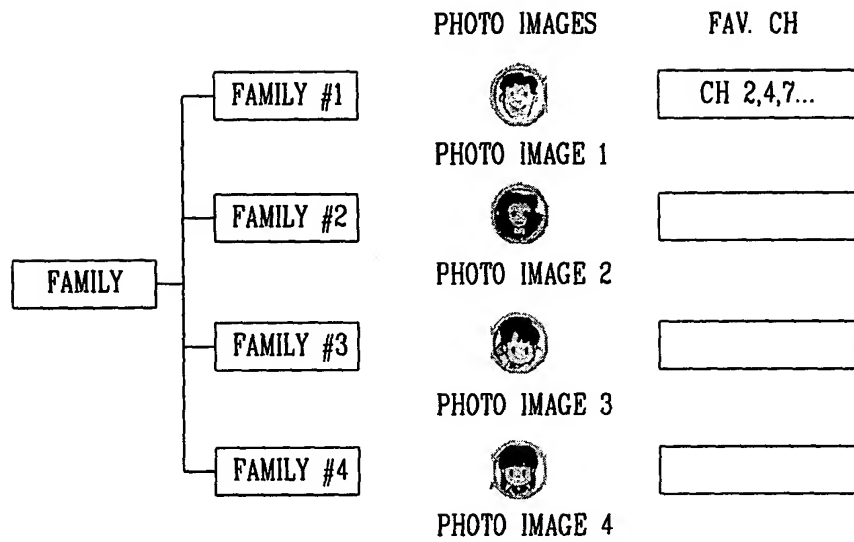 PHOTO IMAGES FAV. CH
FAMILY #1 CH 2,4,7...
PHOTO IMAGE 1
FAMILY #2
PHOTO IMAGE 2
FAMILY
FAMILY #3
PHOTO IMAGE 3
FAMILY #4
PHOTO IMAGE 4